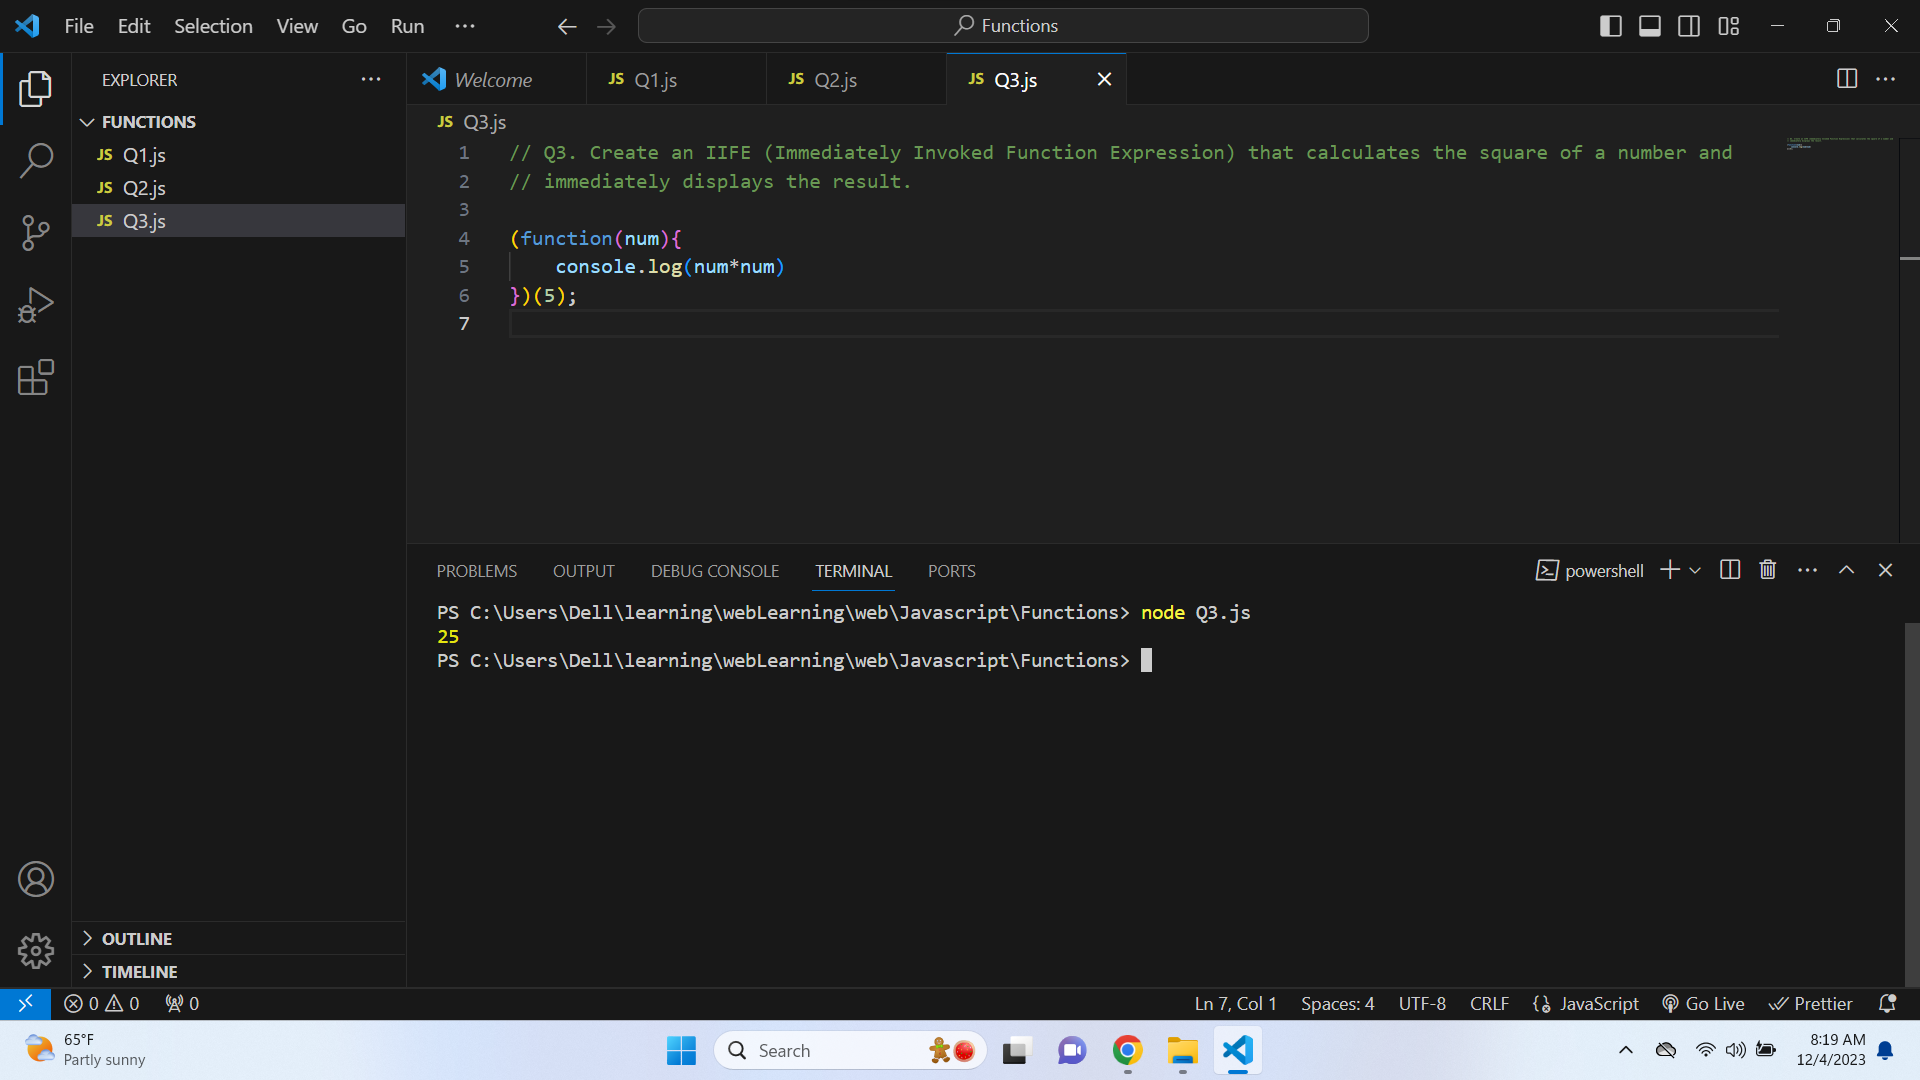 File Edit Selection View Go Run ··· Functions
EXPLORER
Welcome
JS Q1.js
JS Q2.js
JS Q3.js
FUNCTIONS
JS Q1.js
JS Q2.js
JS Q3.js
JS Q3.js
1 // Q3. Create an IIFE (Immediately Invoked Function Expression) that calculates the square of a number and
2 // immediately displays the result.
3
4 (function(num){
5 console.log(num*num)
6 })(5);
7
PROBLEMS OUTPUT DEBUG CONSOLE TERMINAL PORTS
powershell
PS C:\Users\Dell\learning\webLearning\web\Javascript\Functions> node Q3.js
25
PS C:\Users\Dell\learning\webLearning\web\Javascript\Functions>
OUTLINE
TIMELINE
0 0 0
Ln 7, Col 1 Spaces: 4 UTF-8 CRLF JavaScript Go Live Prettier
65°F
Partly sunny
Search
8:19 AM
12/4/2023